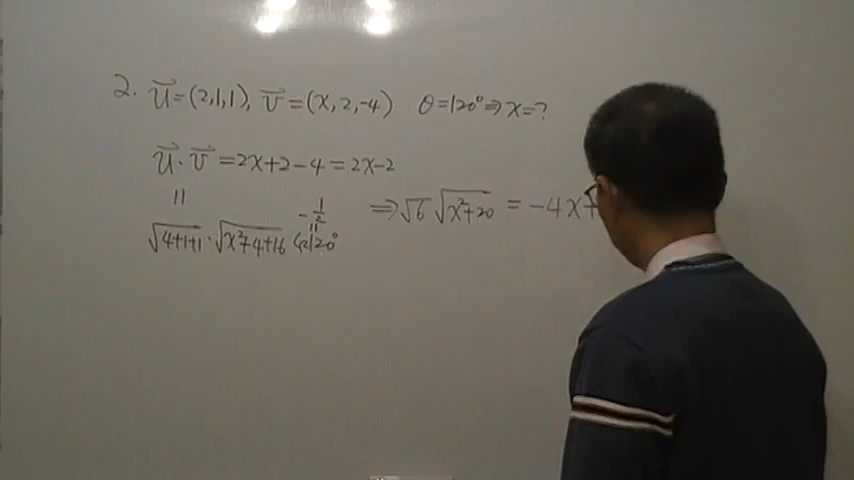 2. u⃗=(2,1,1), v⃗=(x,2,-4) θ=120°⇒x=?
u⃗·v⃗=2x+2-4=2x-2
=
√(4+1+1)·√(x²+4+16) cos120°
= -1/2
⇒√6 √(x²+20) = -4x+